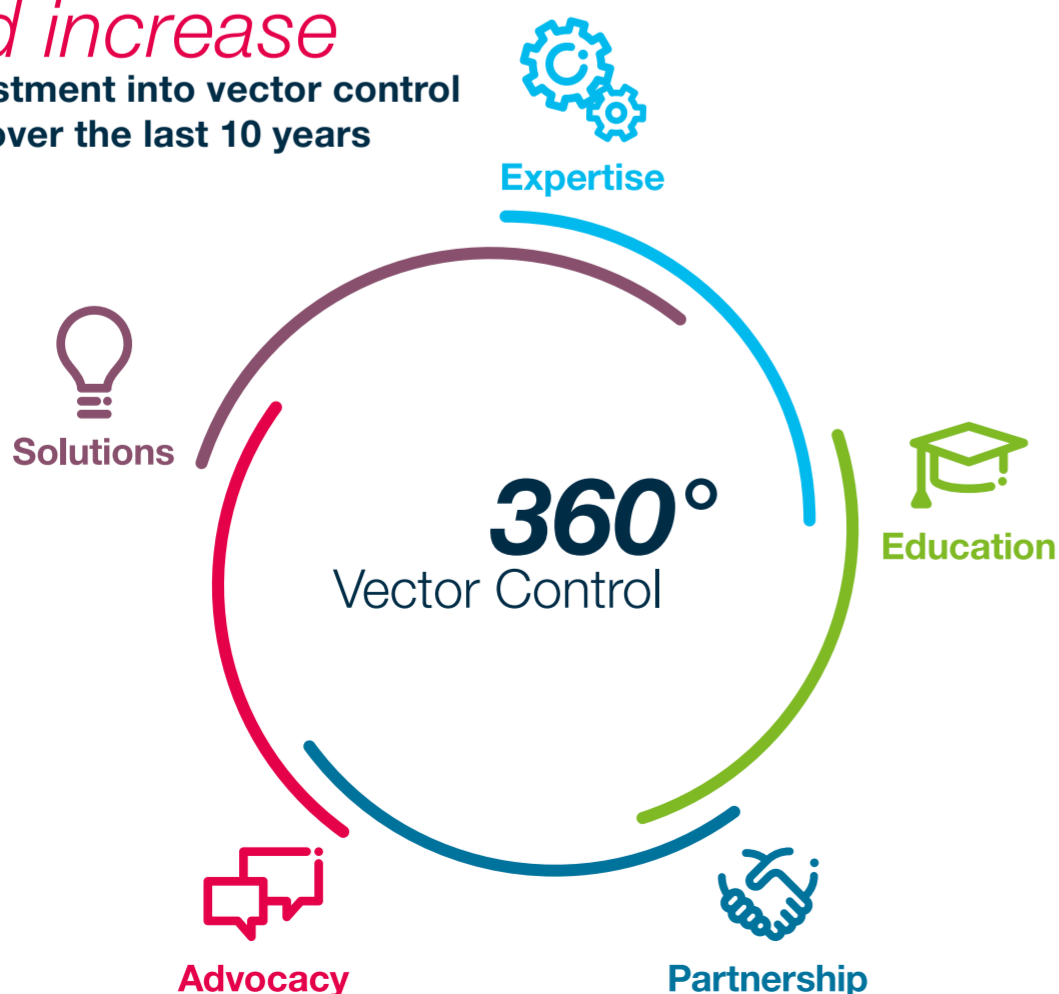 d increase
stment into vector control
over the last 10 years
Expertise
Solutions
360°
Vector Control
Education
Advocacy
Partnership